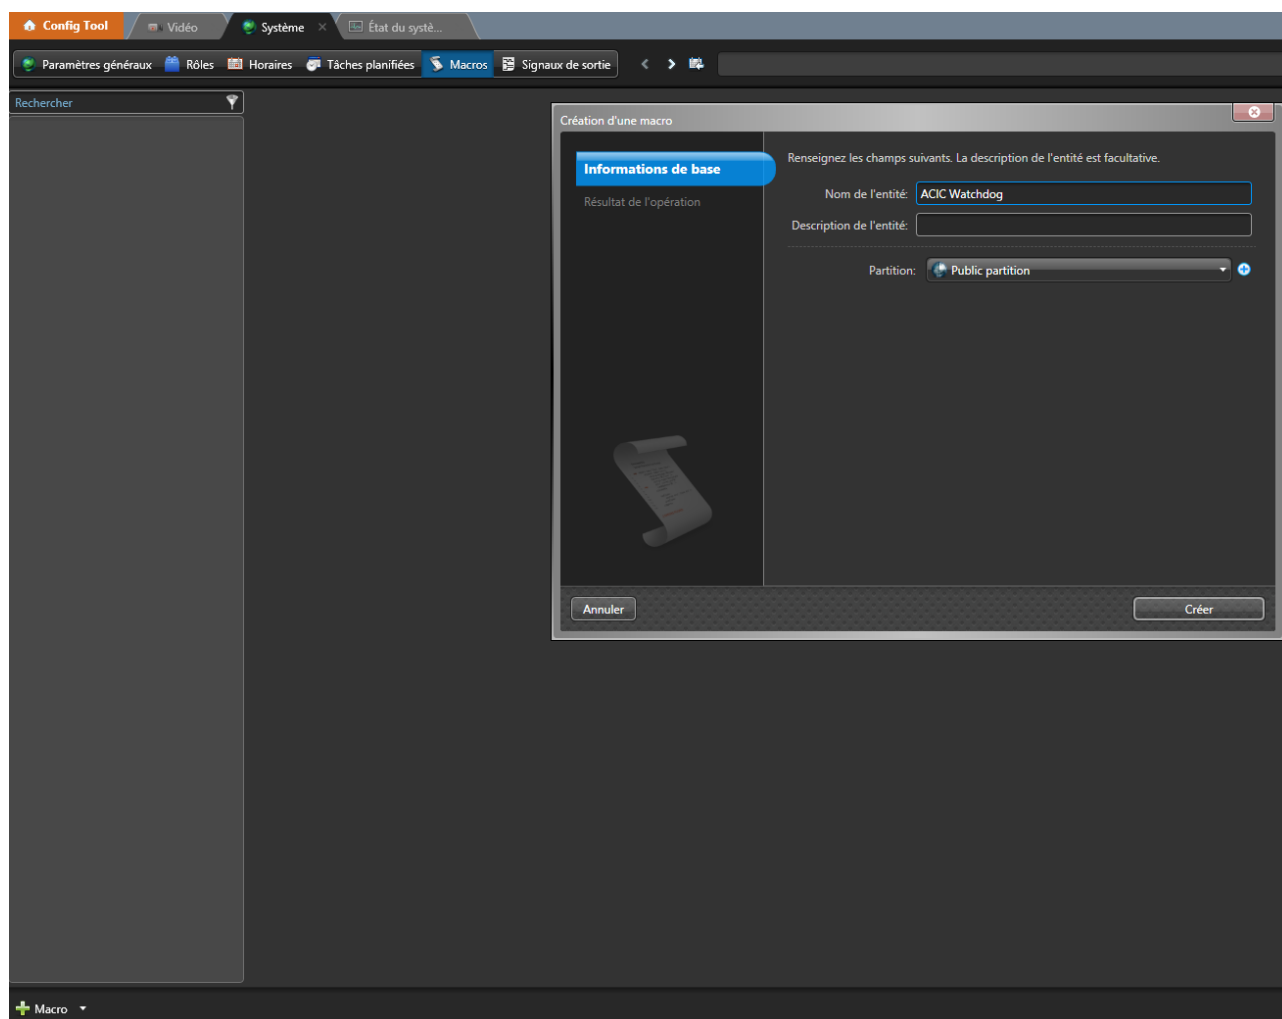 Config Tool
Vidéo
Système
État du systè...
Paramètres généraux
Rôles
Horaires
Tâches planifiées
Macros
Signaux de sortie
Rechercher
Création d'une macro
Informations de base
Résultat de l'opération
Renseignez les champs suivants. La description de l'entité est facultative.
Nom de l'entité: ACIC Watchdog
Description de l'entité:
Partition: Public partition
Annuler
Créer
Macro